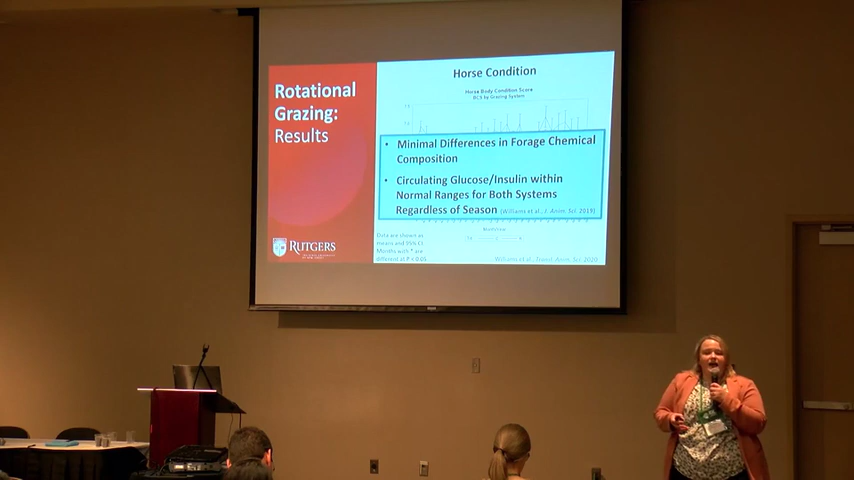 Rotational
Grazing:
Results
RUTGERS
Horse Condition
Horse Body Condition Score
BCS by Grazing System
• Minimal Differences in Forage Chemical
Composition
• Circulating Glucose/Insulin within
Normal Ranges for Both Systems
Regardless of Season (Williams et al., J. Anim. Sci. 2019)
Month/Year
Data are shown as
means and 95% CI.
Months with * are
different at P < 0.05
Williams et al., Transl. Anim. Sci. 2020